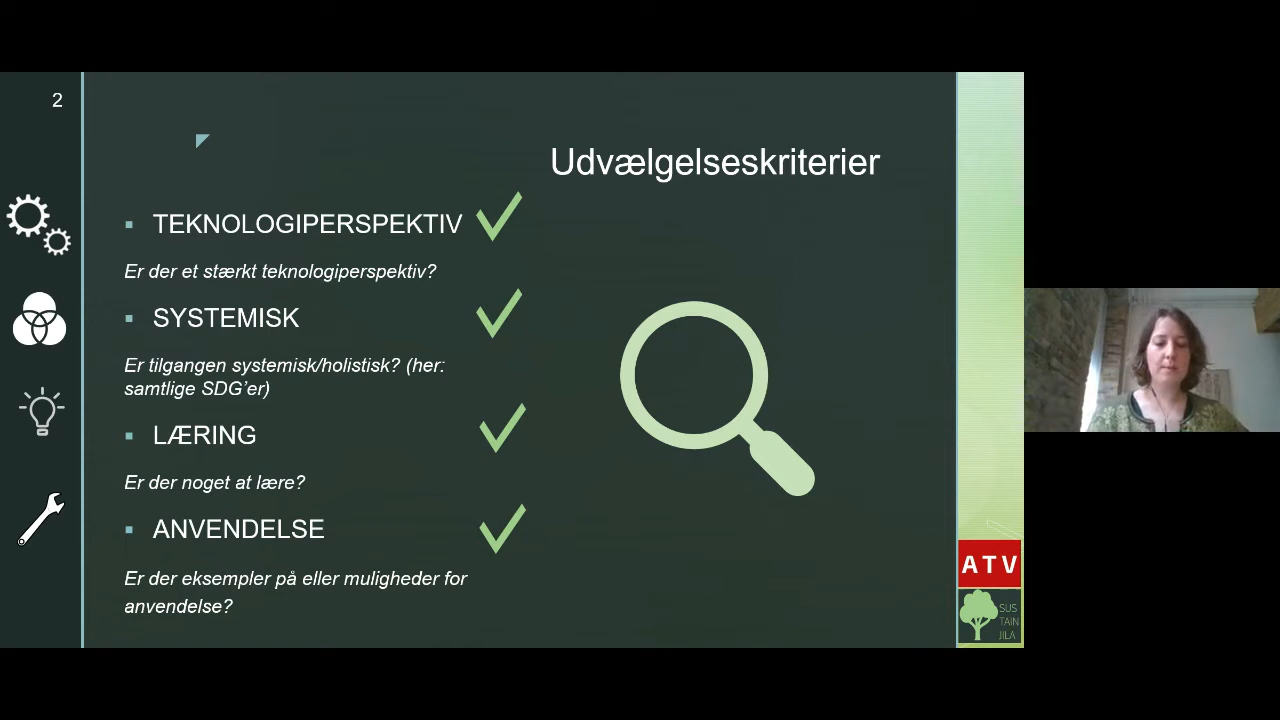 2
Udvælgelseskriterier
▪ TEKNOLOGIPERSPEKTIV
Er der et stærkt teknologiperspektiv?
▪ SYSTEMISK
Er tilgangen systemisk/holistisk? (her:
samtlige SDG’er)
▪ LÆRING
Er der noget at lære?
▪ ANVENDELSE
Er der eksempler på eller muligheder for
anvendelse?
ATV
SUS
TAIN
JILA